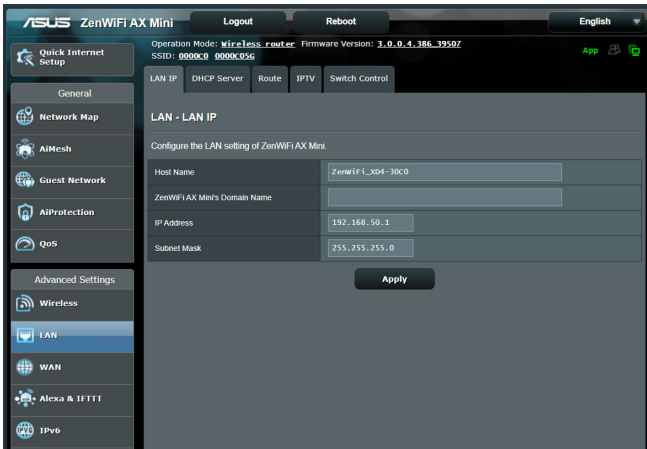 ASUS ZenWiFi AX Mini Logout Reboot English
Quick Internet Setup
Operation Mode: Wireless router Firmware Version: 3.0.0.4.386_39507
SSID: 0000C0 0000C05G
App
LAN IP DHCP Server Route IPTV Switch Control
General
Network Map
AiMesh
Guest Network
AiProtection
QoS
Advanced Settings
Wireless
LAN
WAN
Alexa & IFTTT
IPv6
LAN - LAN IP
Configure the LAN setting of ZenWiFi AX Mini.
Host Name ZenWiFi_XD4-30C0
ZenWiFi AX Mini's Domain Name
IP Address 192.168.50.1
Subnet Mask 255.255.255.0
Apply